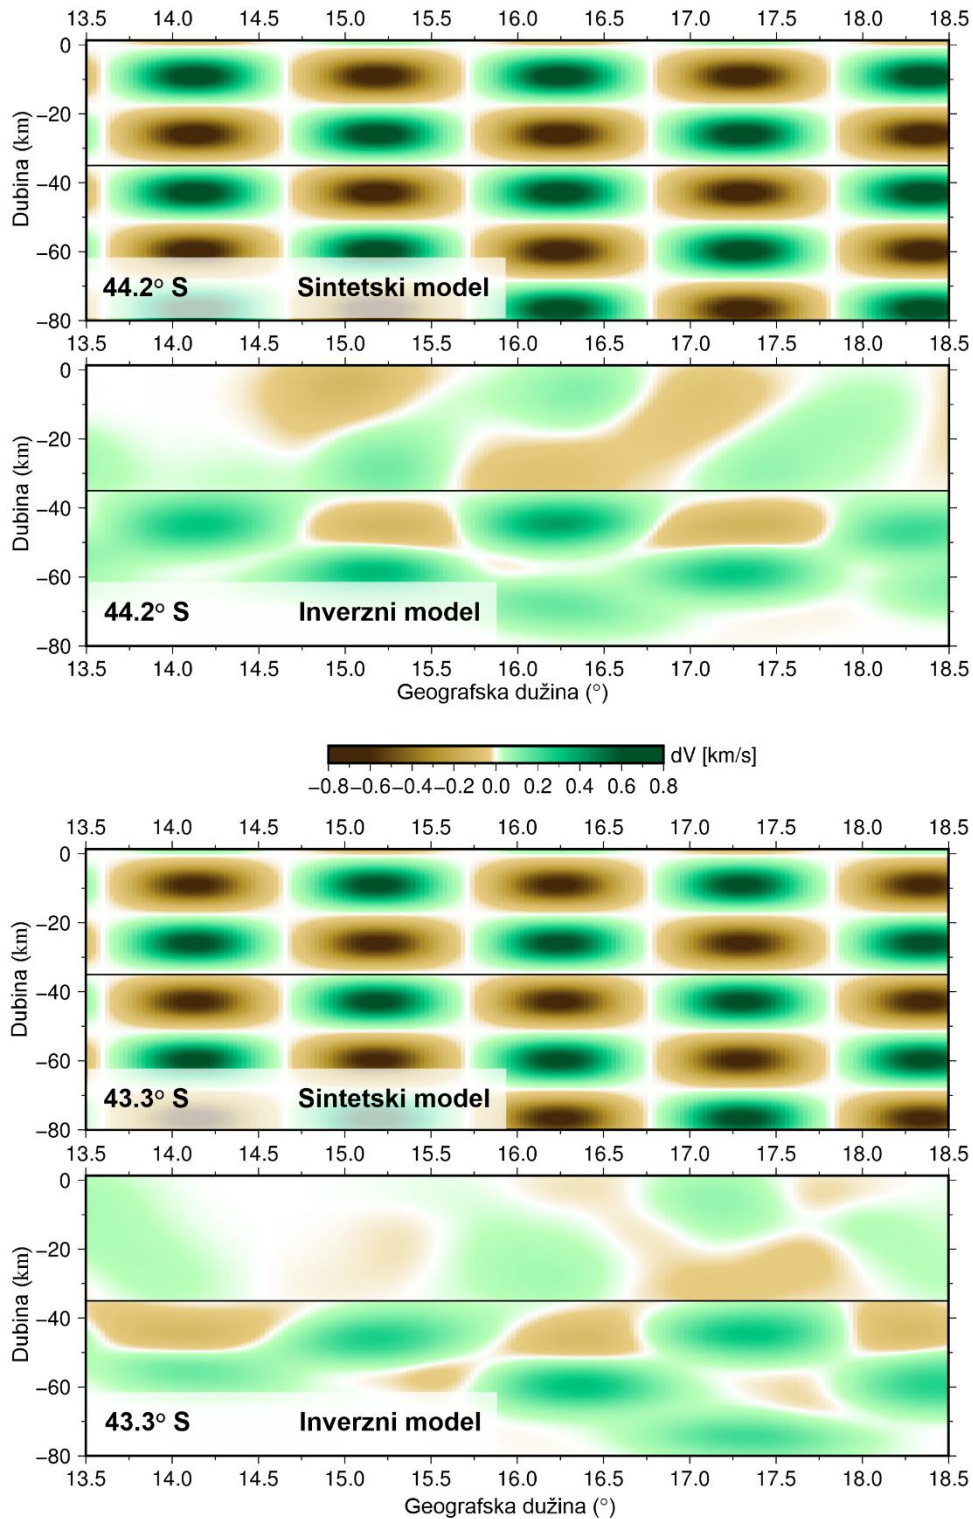 13.5 14.0 14.5 15.0 15.5 16.0 16.5 17.0 17.5 18.0 18.5
0
−20
−40
−60
−80
Dubina (km)
44.2° S Sintetski model
13.5 14.0 14.5 15.0 15.5 16.0 16.5 17.0 17.5 18.0 18.5
0
−20
−40
−60
−80
Dubina (km)
44.2° S Inverzni model
13.5 14.0 14.5 15.0 15.5 16.0 16.5 17.0 17.5 18.0 18.5
Geografska dužina (°)
dV [km/s]
−0.8 −0.6 −0.4 −0.2 0.0 0.2 0.4 0.6 0.8
13.5 14.0 14.5 15.0 15.5 16.0 16.5 17.0 17.5 18.0 18.5
0
−20
−40
−60
−80
Dubina (km)
43.3° S Sintetski model
13.5 14.0 14.5 15.0 15.5 16.0 16.5 17.0 17.5 18.0 18.5
0
−20
−40
−60
−80
Dubina (km)
43.3° S Inverzni model
13.5 14.0 14.5 15.0 15.5 16.0 16.5 17.0 17.5 18.0 18.5
Geografska dužina (°)